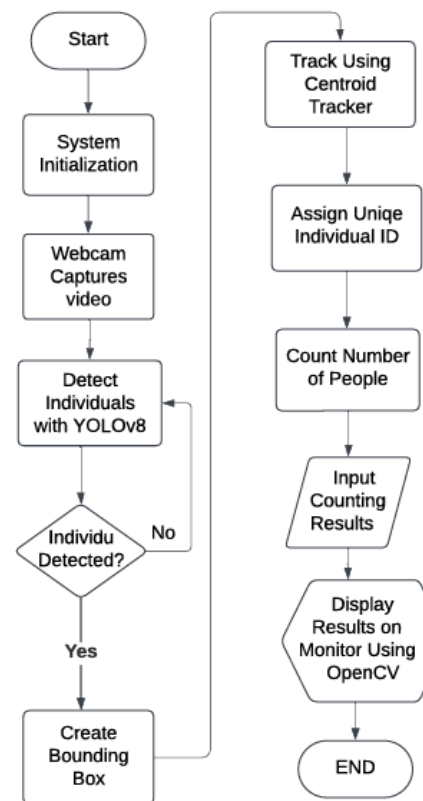 Start
System
Initialization
Webcam
Captures
video
Detect
Individuals
with YOLOv8
Individu
Detected?
No
Yes
Create
Bounding
Box
Track Using
Centroid
Tracker
Assign Uniqe
Individual ID
Count Number
of People
Input
Counting
Results
Display
Results on
Monitor Using
OpenCV
END